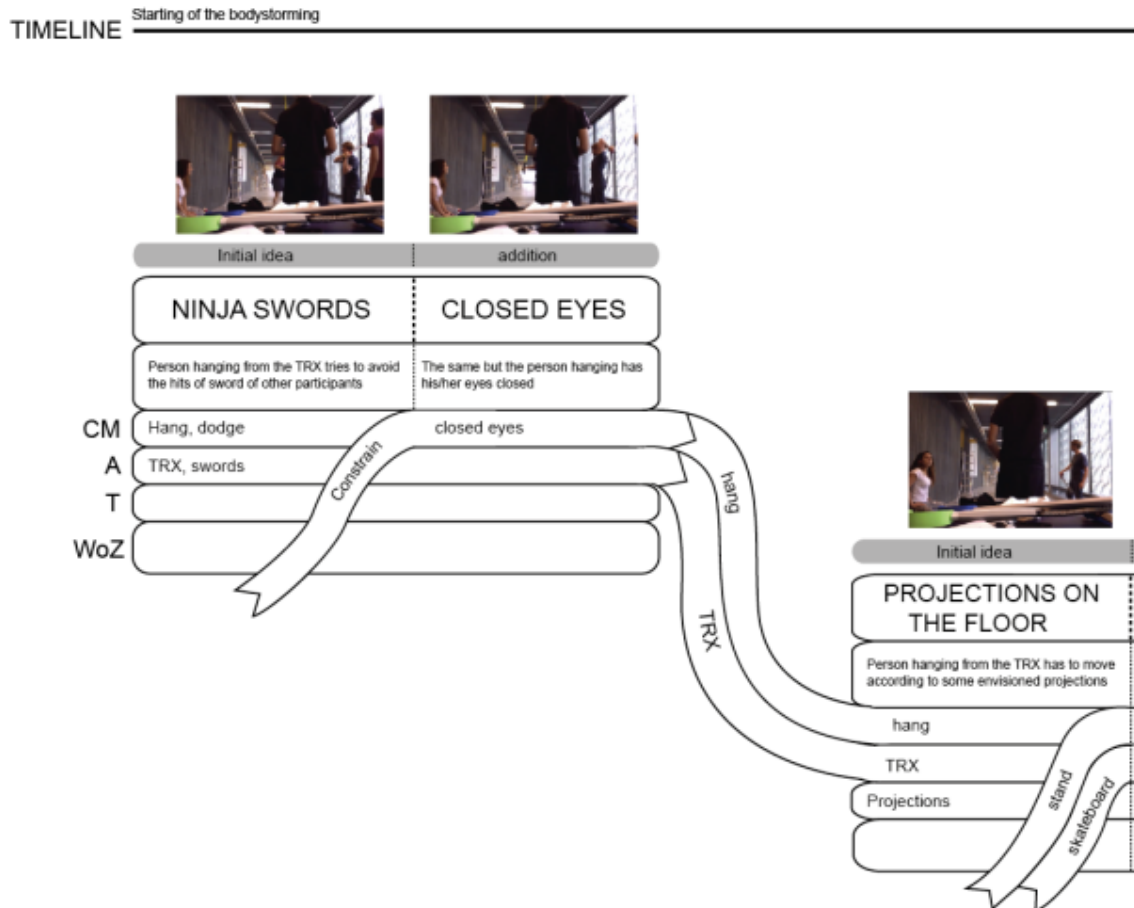 Starting of the bodystorming
TIMELINE
Initial idea
addition
NINJA SWORDS
CLOSED EYES
Person hanging from the TRX tries to avoid
the hits of sword of other participants
The same but the person hanging has
his/her eyes closed
CM
Hang, dodge
closed eyes
A
TRX, swords
T
WoZ
Constrain
hang
TRX
Initial idea
PROJECTIONS ON
THE FLOOR
Person hanging from the TRX has to move
according to some envisioned projections
hang
TRX
Projections
stand
skateboard